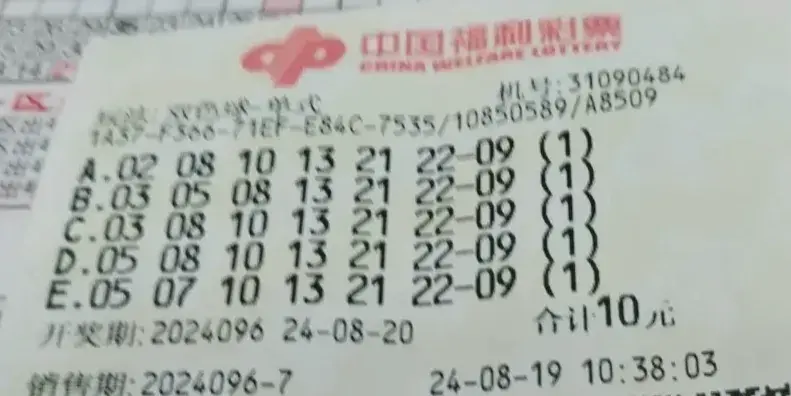 中国福利彩票
CHINA WELFARE LOTTERY
机号:31090484
玩法:双色球-单式
1A37-F366-71EF-E84C-7535/10850589/A8509
A.02 08 10 13 21 22-09 (1)
B.03 05 08 13 21 22-09 (1)
C.03 08 10 13 21 22-09 (1)
D.05 08 10 13 21 22-09 (1)
E.05 07 10 13 21 22-09 (1)
开奖期:2024096 24-08-20 合计10元
销售期:2024096-7 24-08-19 10:38:03
区